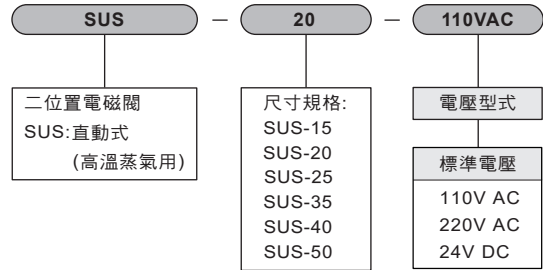 SUS – 20 – 110VAC
二位置電磁閥
SUS:直動式
(高溫蒸氣用)
尺寸規格:
SUS-15
SUS-20
SUS-25
SUS-35
SUS-40
SUS-50
電壓型式
標準電壓
110V AC
220V AC
24V DC